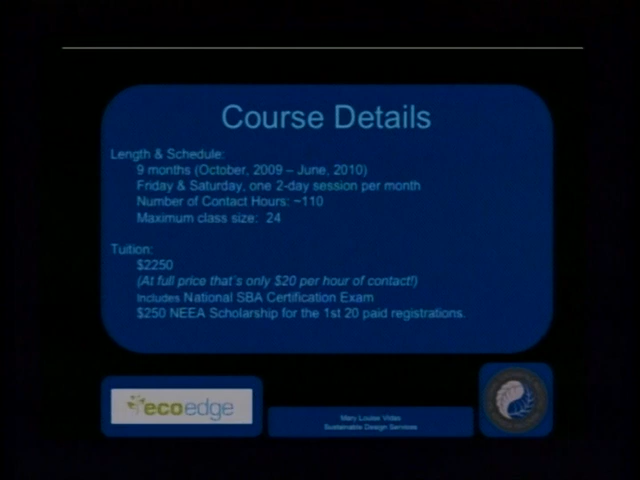 Course Details
Length & Schedule:
9 months (October, 2009 – June, 2010)
Friday & Saturday, one 2-day session per month
Number of Contact Hours: ~110
Maximum class size: 24
Tuition:
$2250
(At full price that's only $20 per hour of contact!)
Includes National SBA Certification Exam
$250 NEEA Scholarship for the 1st 20 paid registrations.
ecoedge
Mary Louise Vidas
Sustainable Design Services